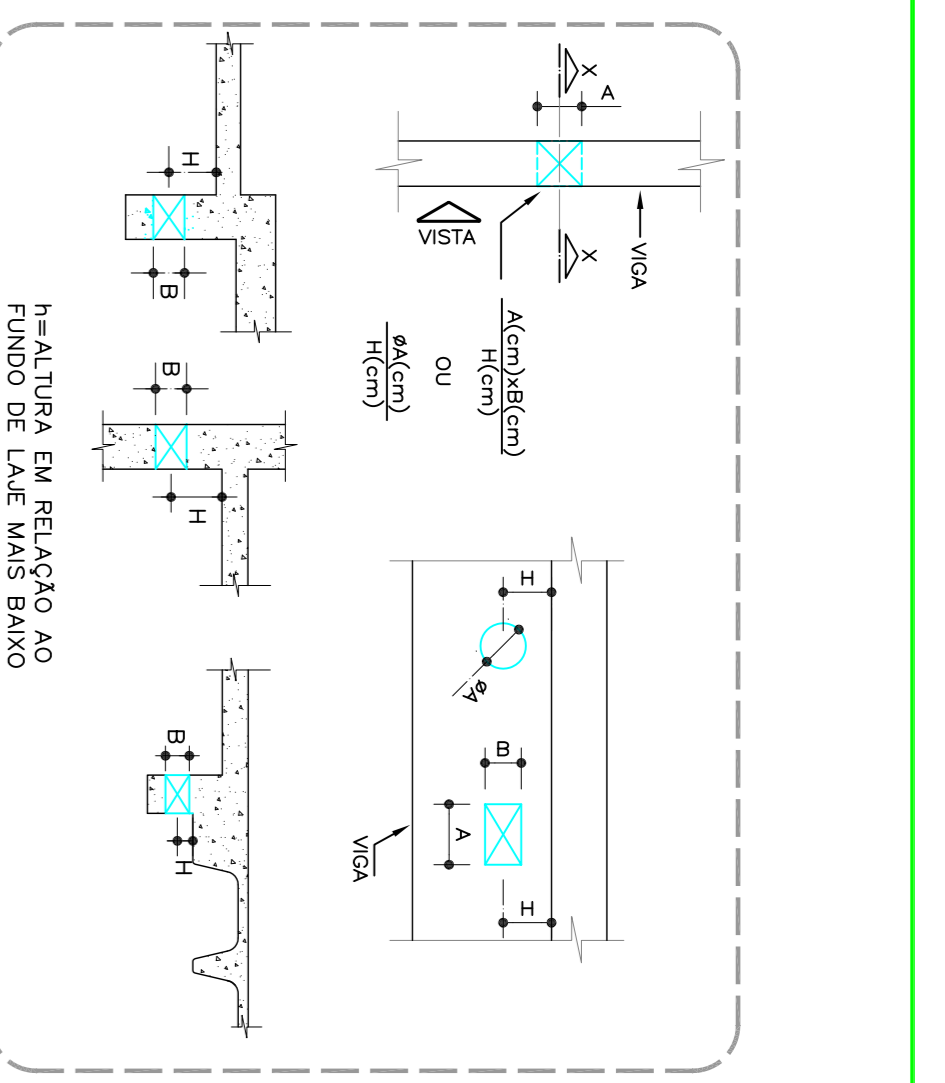 X
X
A
VIGA
VISTA
A(cm)xB(cm)
H(cm)
OU
øA(cm)
H(cm)
H
øA
B
A
H
VIGA
H
B
B
H
B
H
h=ALTURA EM RELAÇÃO AO
FUNDO DE LAJE MAIS BAIXO